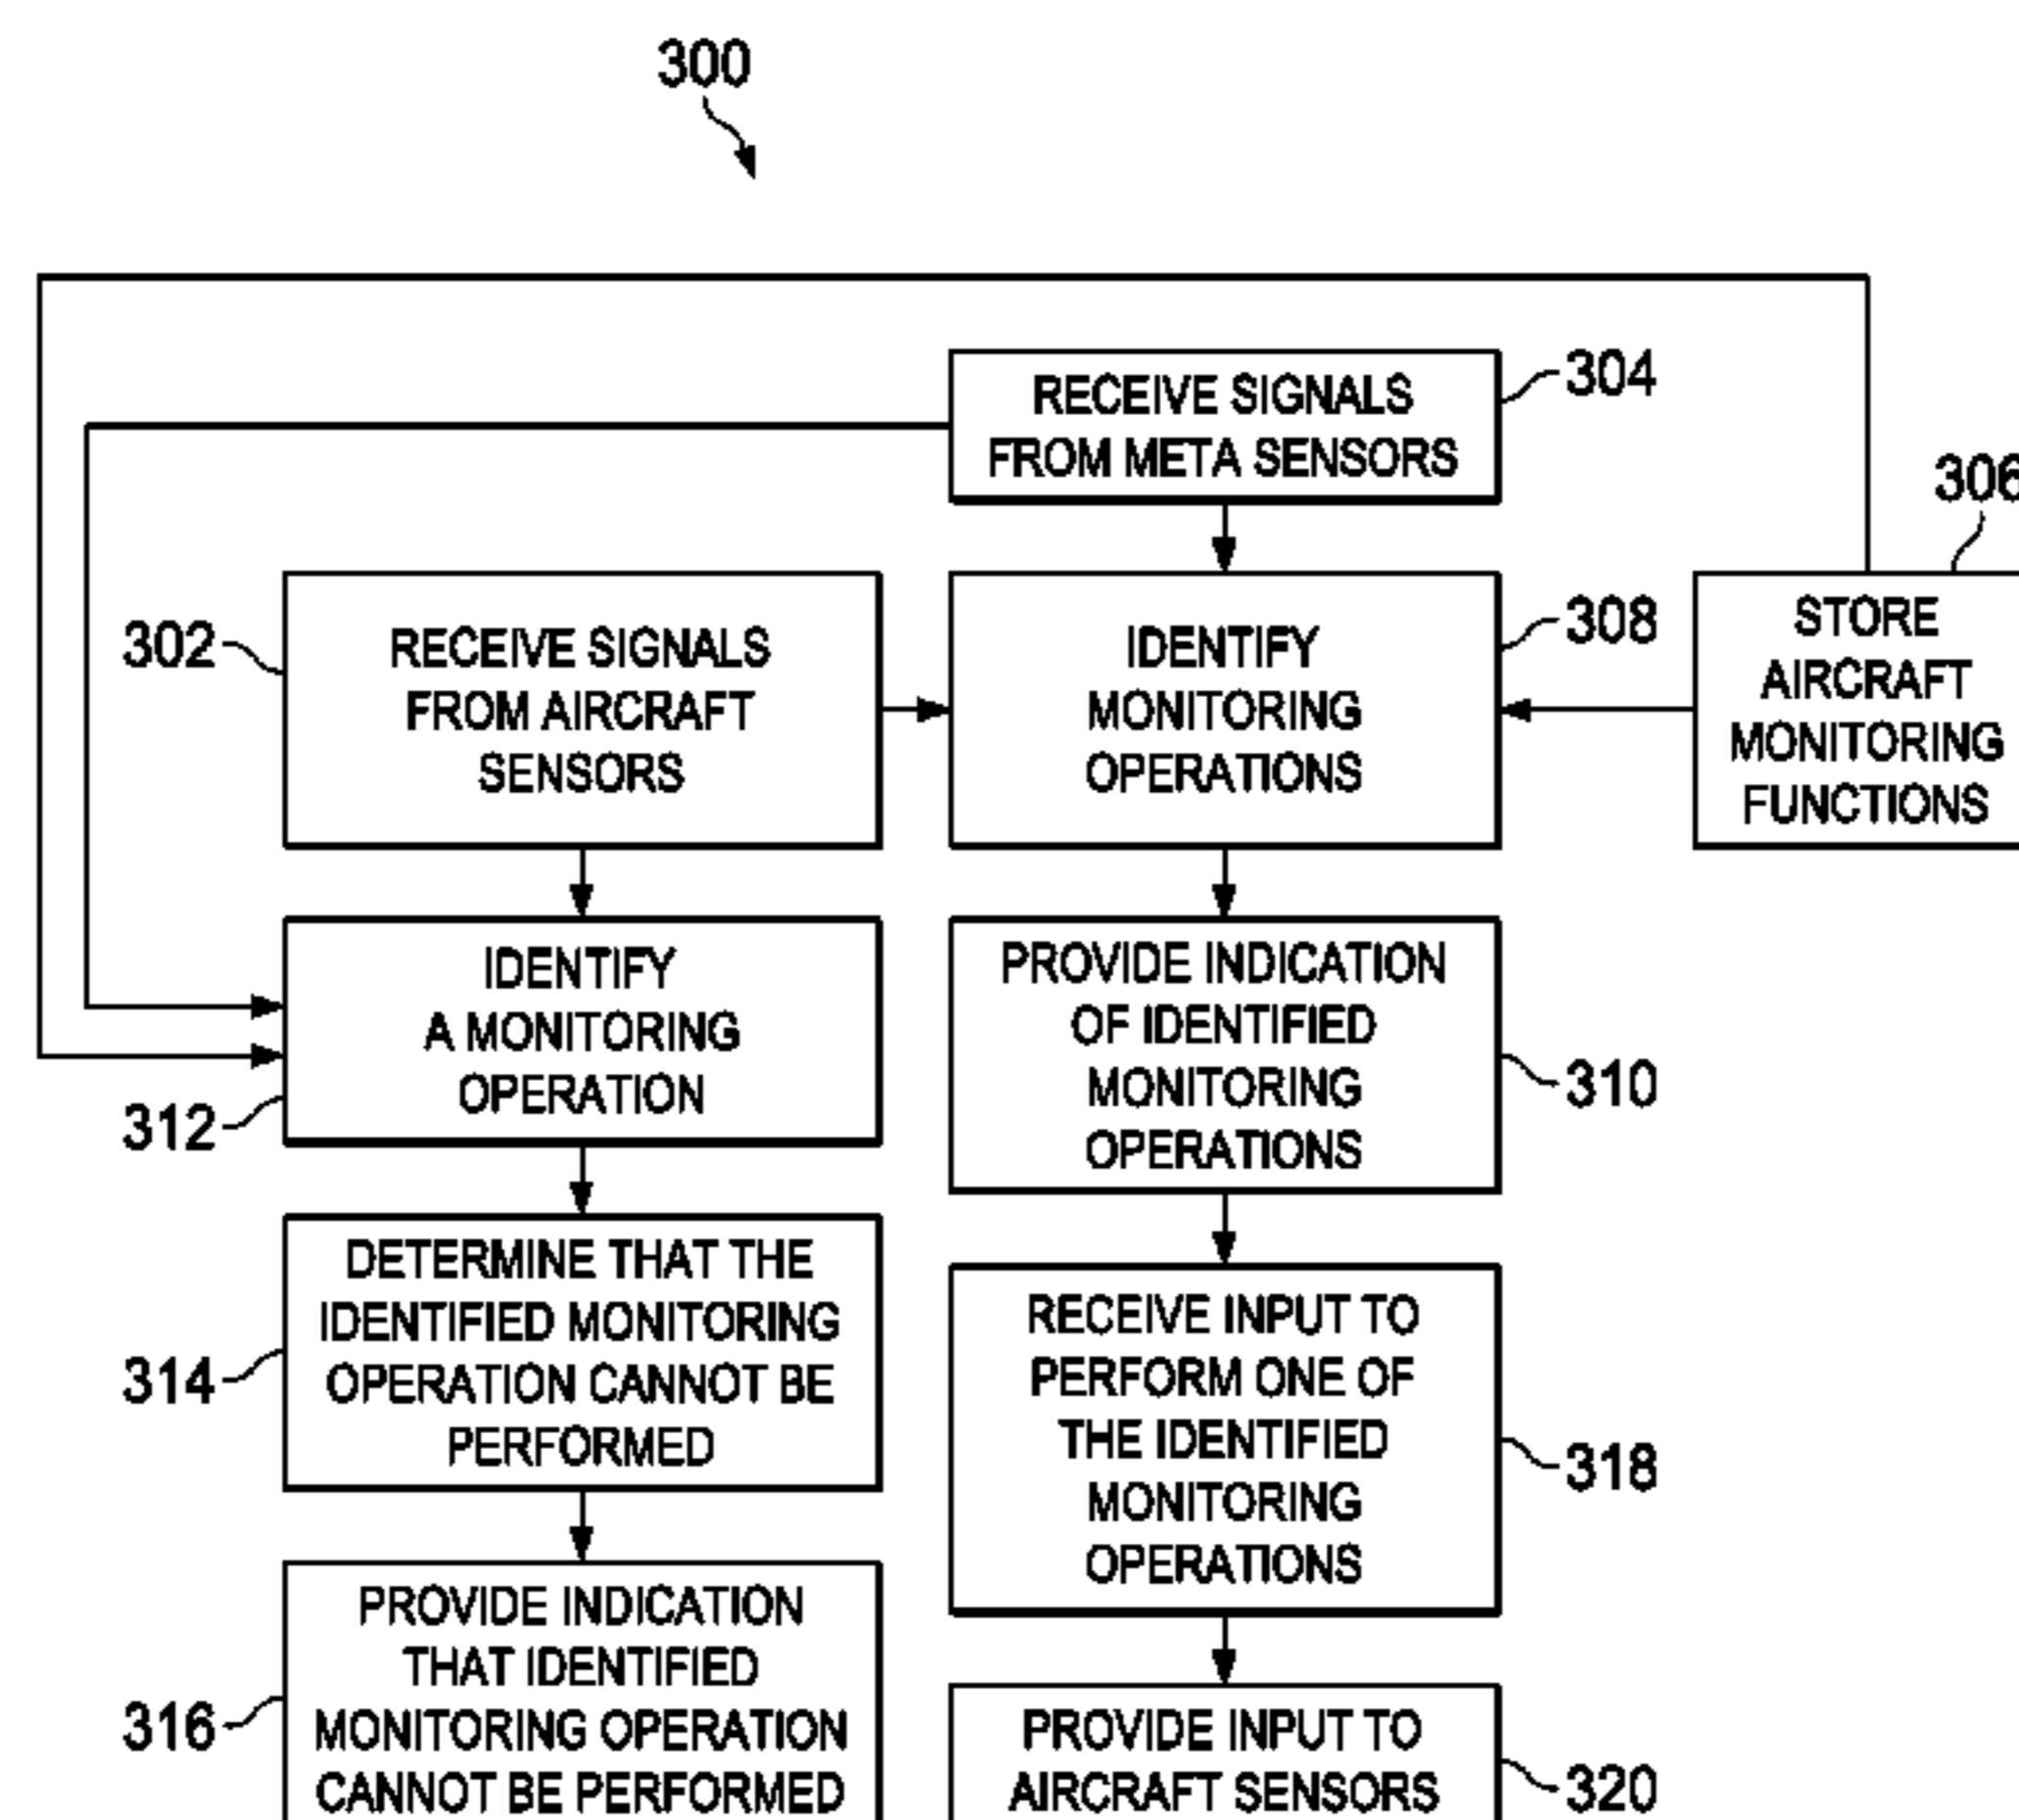 300
RECEIVE SIGNALS
FROM META SENSORS
304
306
302
RECEIVE SIGNALS
FROM AIRCRAFT
SENSORS
IDENTIFY
MONITORING
OPERATIONS
308
STORE
AIRCRAFT
MONITORING
FUNCTIONS
IDENTIFY
A MONITORING
OPERATION
312
PROVIDE INDICATION
OF IDENTIFIED
MONITORING
OPERATIONS
310
DETERMINE THAT THE
IDENTIFIED MONITORING
OPERATION CANNOT BE
PERFORMED
314
RECEIVE INPUT TO
PERFORM ONE OF
THE IDENTIFIED
MONITORING
OPERATIONS
318
PROVIDE INDICATION
THAT IDENTIFIED
MONITORING OPERATION
CANNOT BE PERFORMED
316
PROVIDE INPUT TO
AIRCRAFT SENSORS
320